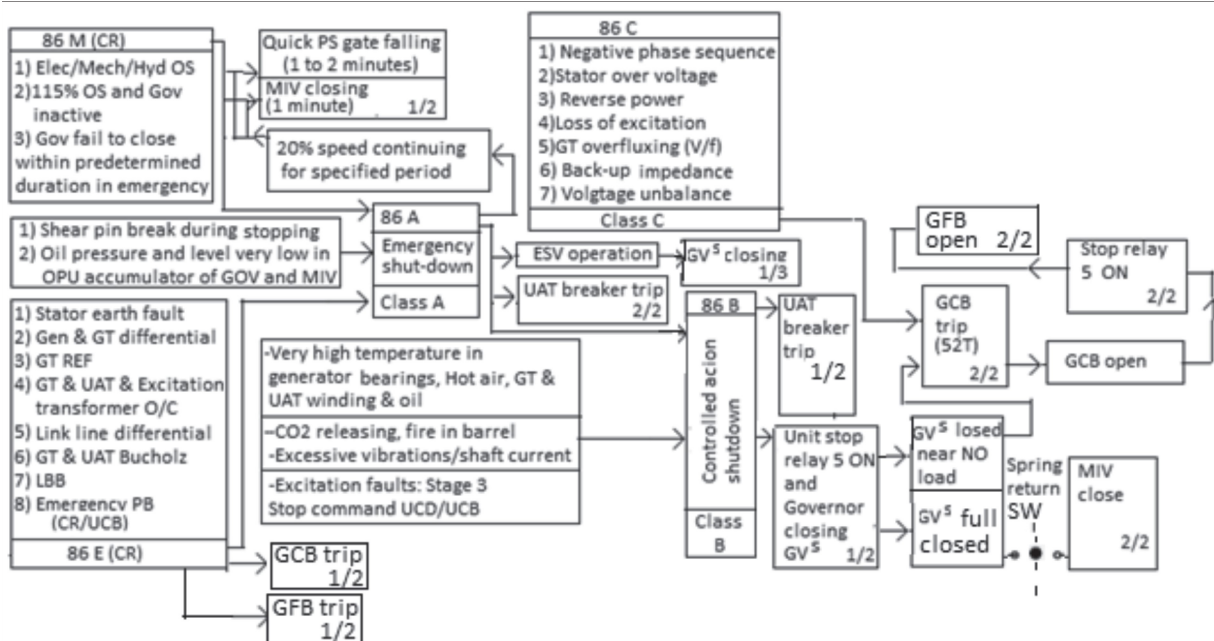 86 M (CR)
1) Elec/Mech/Hyd OS
2)115% OS and Gov
inactive
3) Gov fail to close
within predetermined
duration in emergency
Quick PS gate falling
(1 to 2 minutes)
MIV closing
(1 minute) 1/2
20% speed continuing
for specified period
86 C
1) Negative phase sequence
2)Stator over voltage
3) Reverse power
4)Loss of excitation
5)GT overfluxing (V/f)
6) Back-up impedance
7) Volgtage unbalance
Class C
1) Shear pin break during stopping
2) Oil pressure and level very low in
OPU accumulator of GOV and MIV
86 A
Emergency
shut-down
Class A
ESV operation
GVˢ closing
1/3
UAT breaker trip
2/2
GFB
open 2/2
Stop relay
5 ON
2/2
GCB
trip
(52T)
2/2
GCB open
1) Stator earth fault
2) Gen & GT differential
3) GT REF
4) GT & UAT & Excitation
transformer O/C
5) Link line differential
6) GT & UAT Bucholz
7) LBB
8) Emergency PB
(CR/UCB)
86 E (CR)
GCB trip
1/2
GFB trip
1/2
-Very high temperature in
generator bearings, Hot air, GT &
UAT winding & oil
-CO2 releasing, fire in barrel
-Excessive vibrations/shaft current
-Excitation faults: Stage 3
Stop command UCD/UCB
86 B
Controlled acion
shutdown
Class
B
UAT
breaker
trip
1/2
Unit stop
relay 5 ON
and
Governor
closing
GVˢ 1/2
GVˢ losed
near NO
load
GVˢ full
closed
Spring
return
SW
MIV
close
2/2